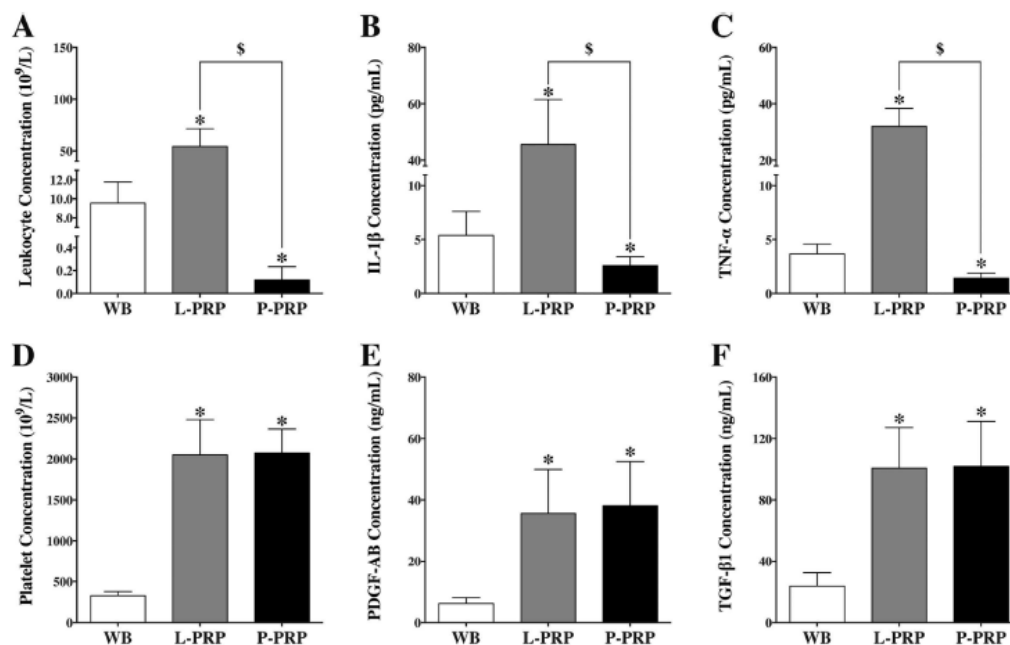 A
Leukocyte Concentration (10⁹/L)
150
100
50
12.0
10.0
8.0
0.4
0.2
0.0
$
*
*
WB L-PRP P-PRP
B
IL-1β Concentration (pg/mL)
80
60
40
10
5
0
$
*
*
WB L-PRP P-PRP
C
TNF-α Concentration (pg/mL)
60
40
20
10
5
0
$
*
*
WB L-PRP P-PRP
D
Platelet Concentration (10⁹/L)
3000
2500
2000
1500
1000
500
0
* *
WB L-PRP P-PRP
E
PDGF-AB Concentration (ng/mL)
80
60
40
20
0
* *
WB L-PRP P-PRP
F
TGF-β1 Concentration (ng/mL)
160
120
80
40
0
* *
WB L-PRP P-PRP